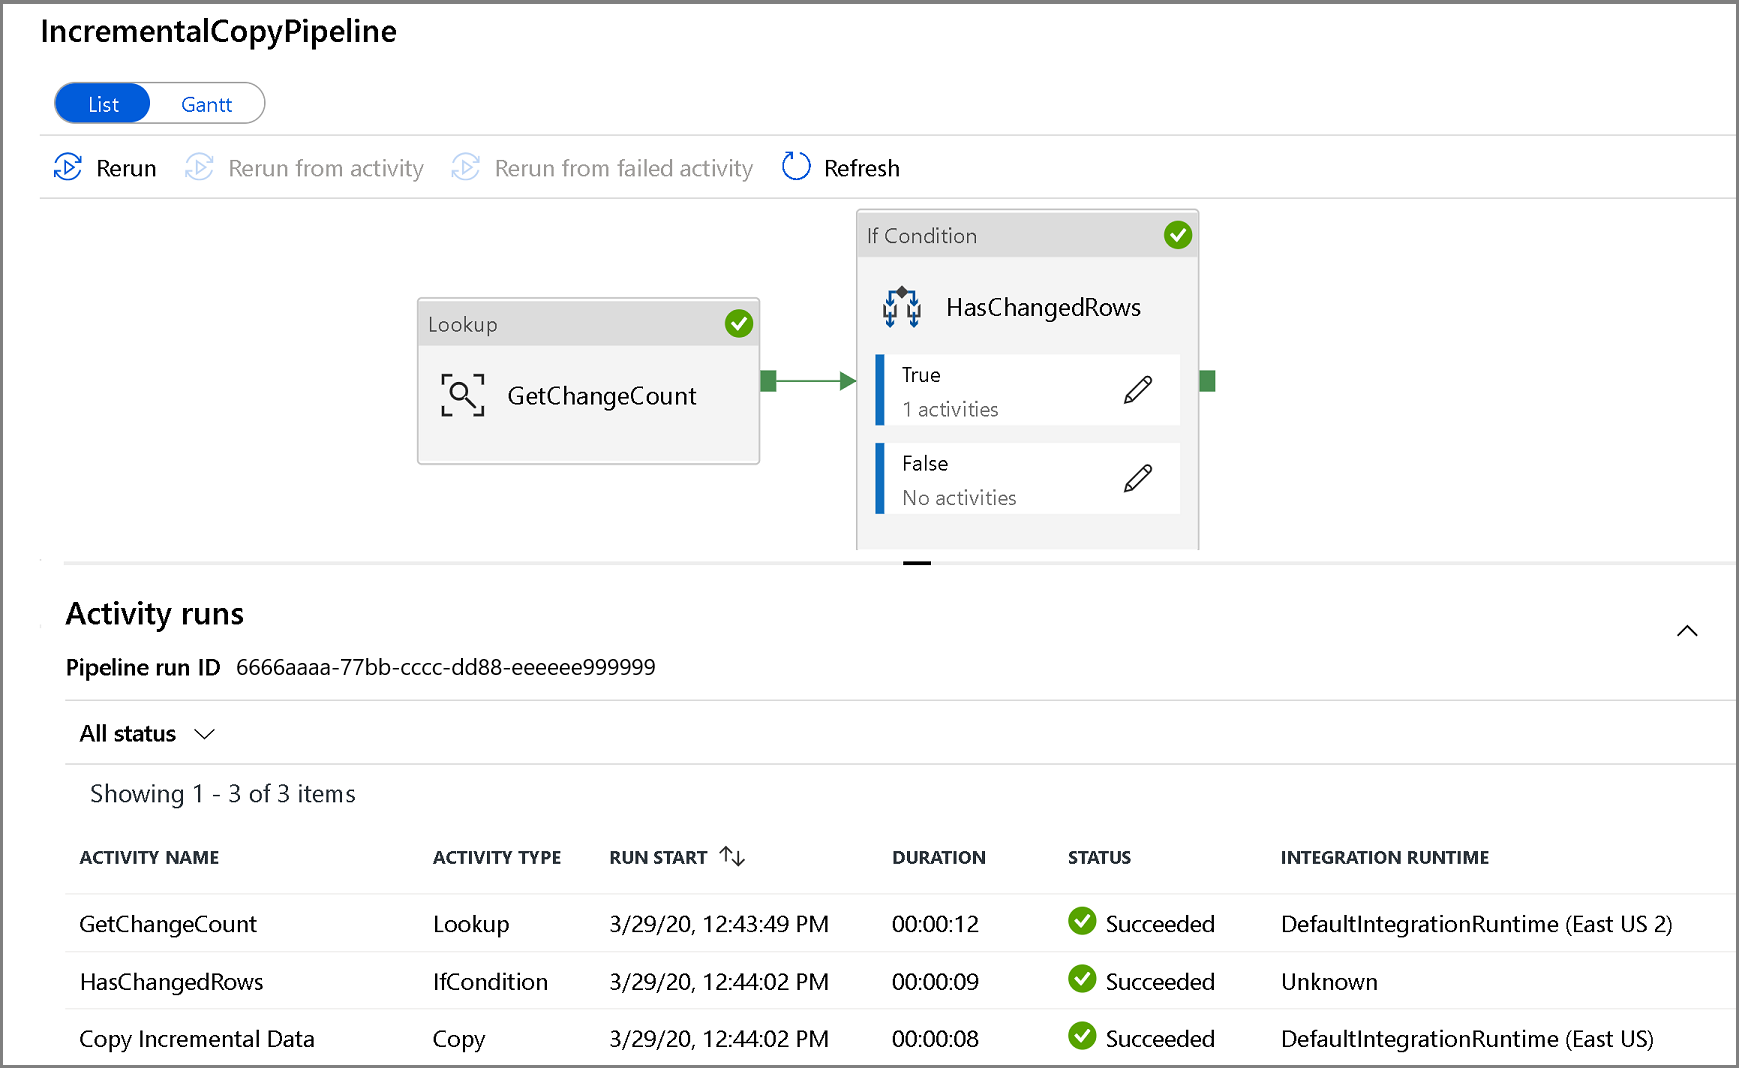 IncrementalCopyPipeline
List Gantt
Rerun Rerun from activity Rerun from failed activity Refresh
If Condition
HasChangedRows
Lookup
GetChangeCount
True
1 activities
False
No activities
Activity runs
Pipeline run ID 6666aaaa-77bb-cccc-dd88-eeeeee999999
All status
Showing 1 - 3 of 3 items
ACTIVITY NAME ACTIVITY TYPE RUN START DURATION STATUS INTEGRATION RUNTIME
GetChangeCount Lookup 3/29/20, 12:43:49 PM 00:00:12 Succeeded DefaultIntegrationRuntime (East US 2)
HasChangedRows IfCondition 3/29/20, 12:44:02 PM 00:00:09 Succeeded Unknown
Copy Incremental Data Copy 3/29/20, 12:44:02 PM 00:00:08 Succeeded DefaultIntegrationRuntime (East US)